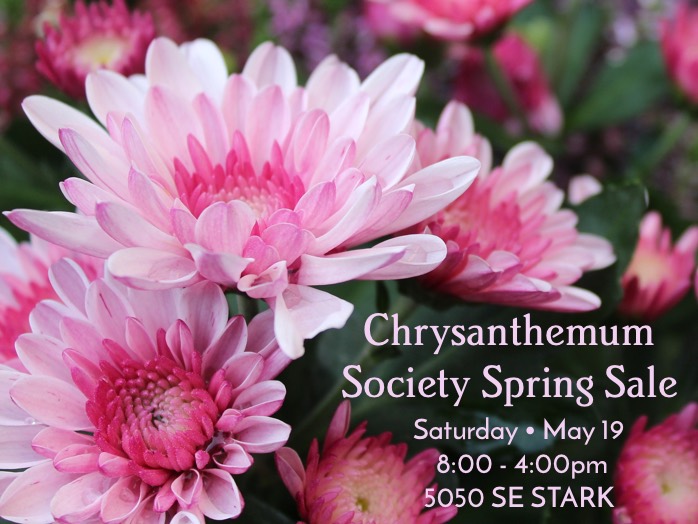 Chrysanthemum
Society Spring Sale
Saturday • May 19
8:00 - 4:00pm
5050 SE STARK